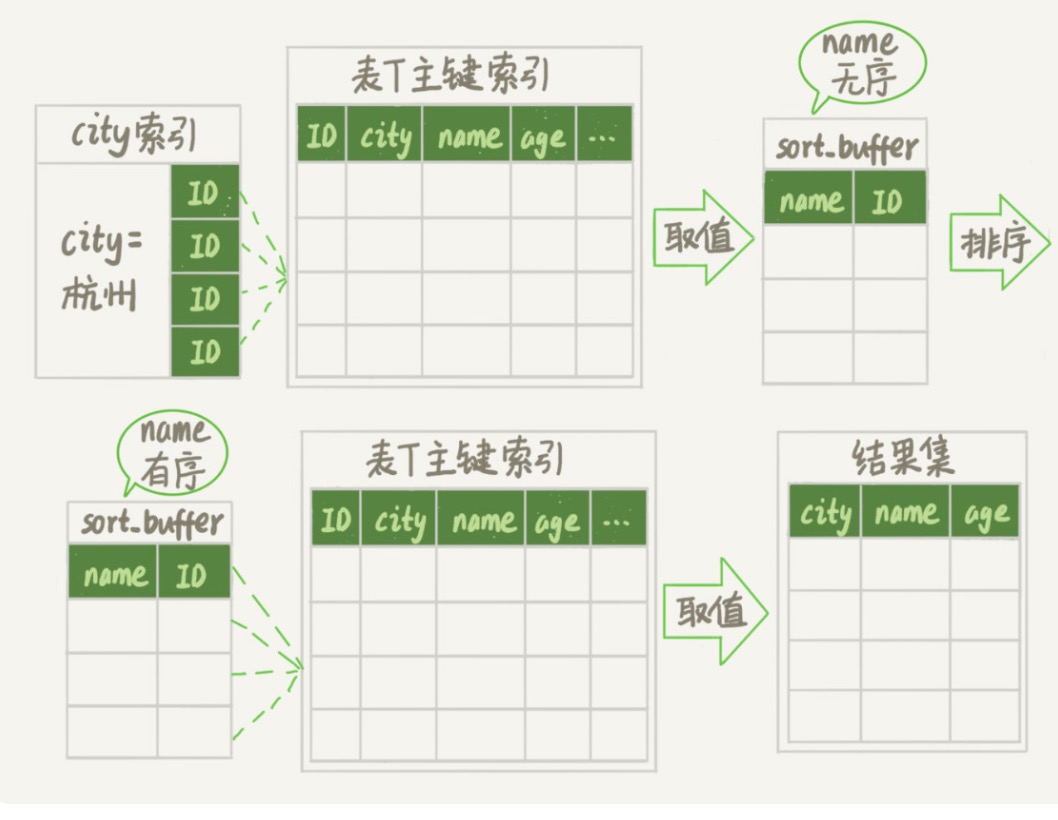 city索引
city=
杭州
ID
ID
ID
ID
表T主键索引
ID city name age ...
取值
name
无序
sort_buffer
name ID
排序
name
有序
sort_buffer
name ID
表T主键索引
ID city name age ...
取值
结果集
city name age